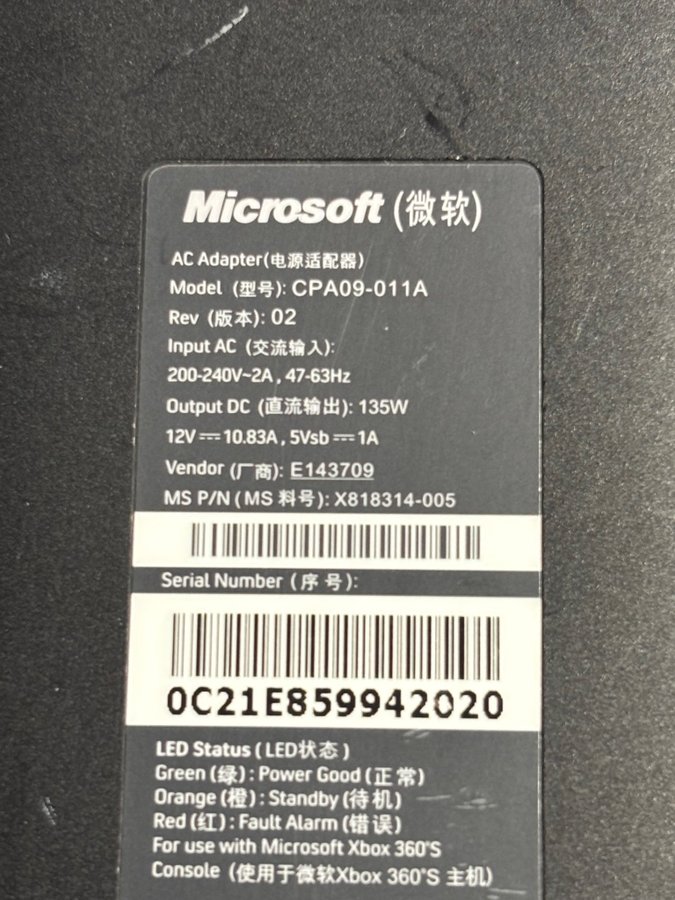 Microsoft (微软)
AC Adapter(电源适配器)
Model (型号): CPA09-011A
Rev (版本): 02
Input AC (交流输入):
200-240V~2A , 47-63Hz
Output DC (直流输出): 135W
12V⎓10.83A , 5Vsb⎓1A
Vendor (厂商): E143709
MS P/N ( MS 料号): X818314-005
Serial Number ( 序 号):
0C21E859942020
LED Status ( LED状态 )
Green (绿) : Power Good (正 常)
Orange (橙) : Standby (待 机)
Red (红) : Fault Alarm (错误)
For use with Microsoft Xbox 360°S
Console (使用于微软Xbox 360°S 主机)